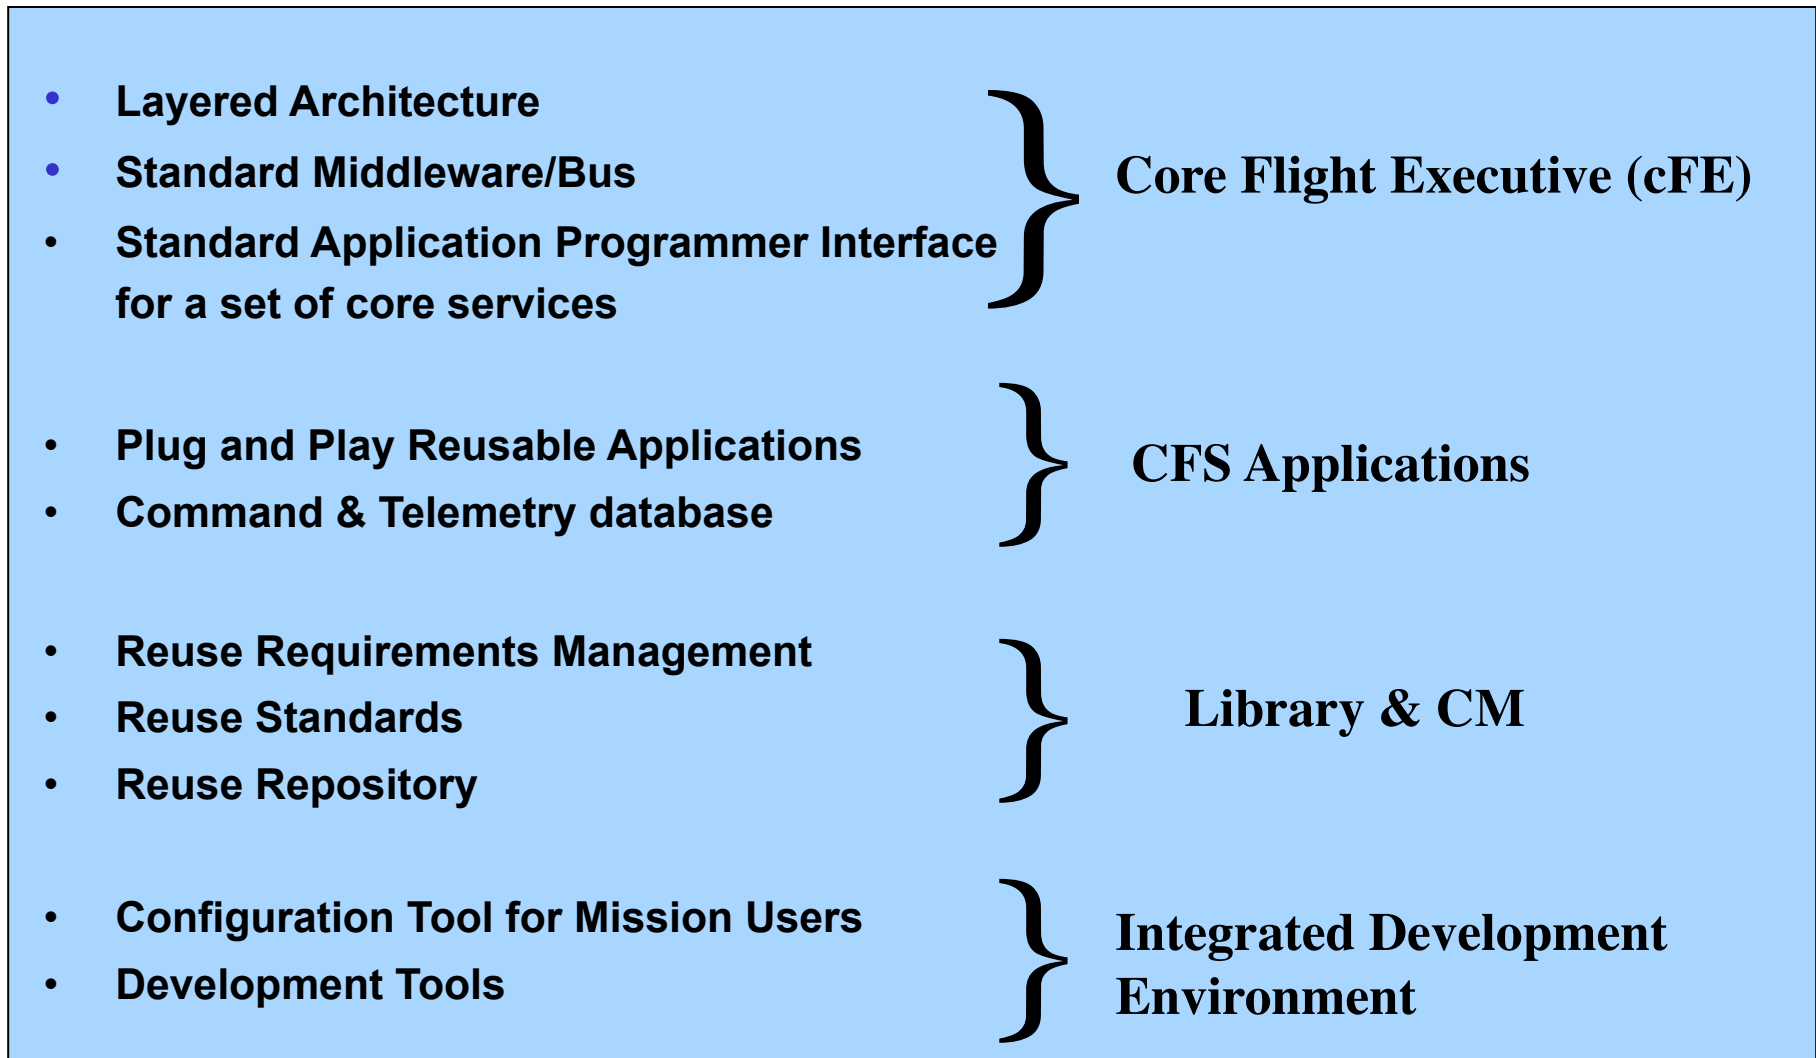 • Layered Architecture
• Standard Middleware/Bus
• Standard Application Programmer Interface
for a set of core services
Core Flight Executive (cFE)
• Plug and Play Reusable Applications
• Command & Telemetry database
CFS Applications
• Reuse Requirements Management
• Reuse Standards
• Reuse Repository
Library & CM
• Configuration Tool for Mission Users
• Development Tools
Integrated Development
Environment